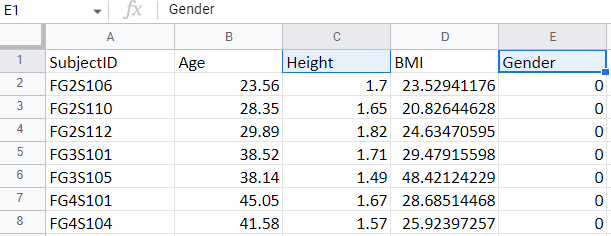 E1 fx Gender
A B C D E
1 SubjectID Age Height BMI Gender
2 FG2S106 23.56 1.7 23.52941176 0
3 FG2S110 28.35 1.65 20.82644628 0
4 FG2S112 29.89 1.82 24.63470595 0
5 FG3S101 38.52 1.71 29.47915598 0
6 FG3S105 38.14 1.49 48.42124229 0
7 FG4S101 45.05 1.67 28.68514468 0
8 FG4S104 41.58 1.57 25.92397257 0